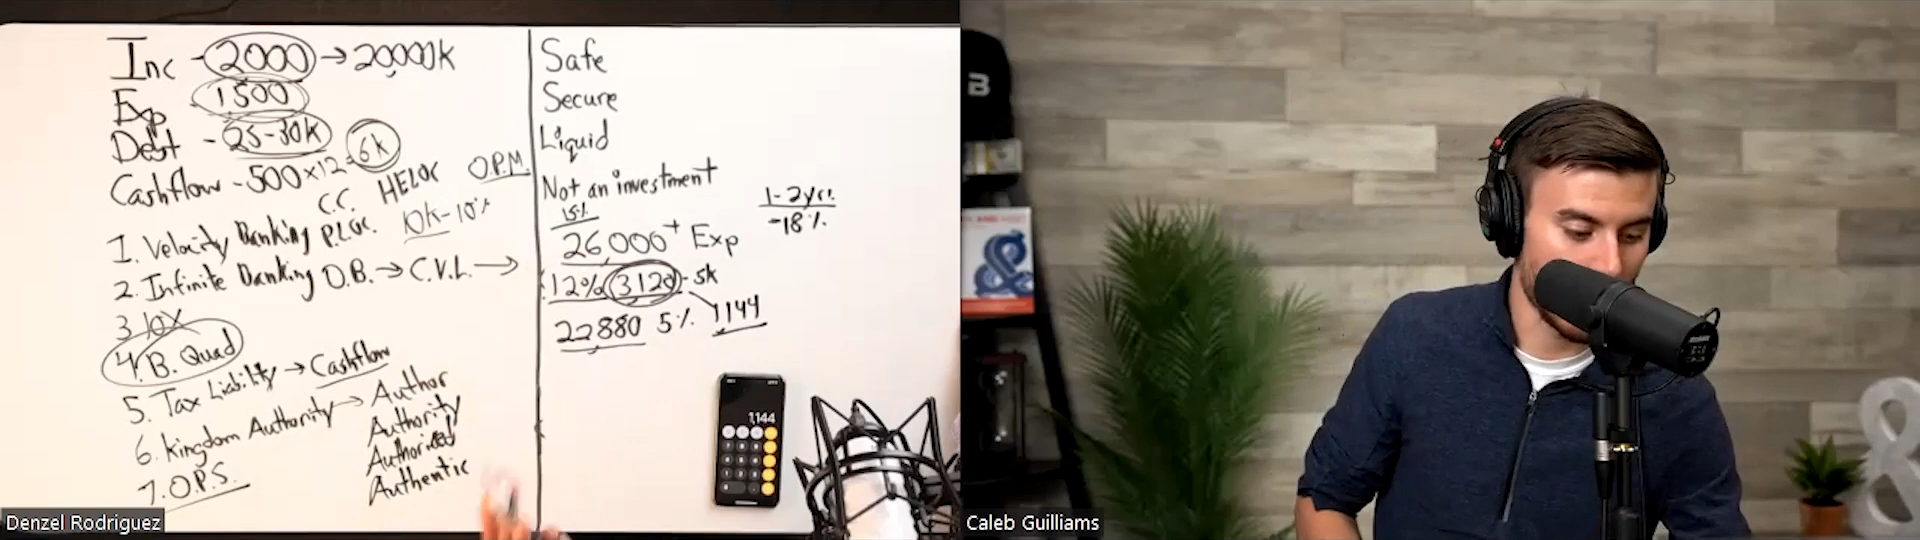 Inc - 2000 → 20,000k
Exp 1500
Debt - 25-30k
Cashflow - 500 x 12 = 6k
C.C. HELOC O.P.M.
1. Velocity Banking P.LOC. 10k-10%
2. Infinite Banking D.B. → C.V.L. →
3. 10X
4. B. Quad
5. Tax Liability → Cashflow
6. Kingdom Authority → Author
Authority
Authorized
Authentic
7. O.P.S.
Safe
Secure
Liquid
Not an investment
15%
26,000+ Exp
12% 3120 - 5k
22880 5% 1144
1-2yr.
-18%
1,144
B
&
Denzel Rodriguez
Caleb Guilliams